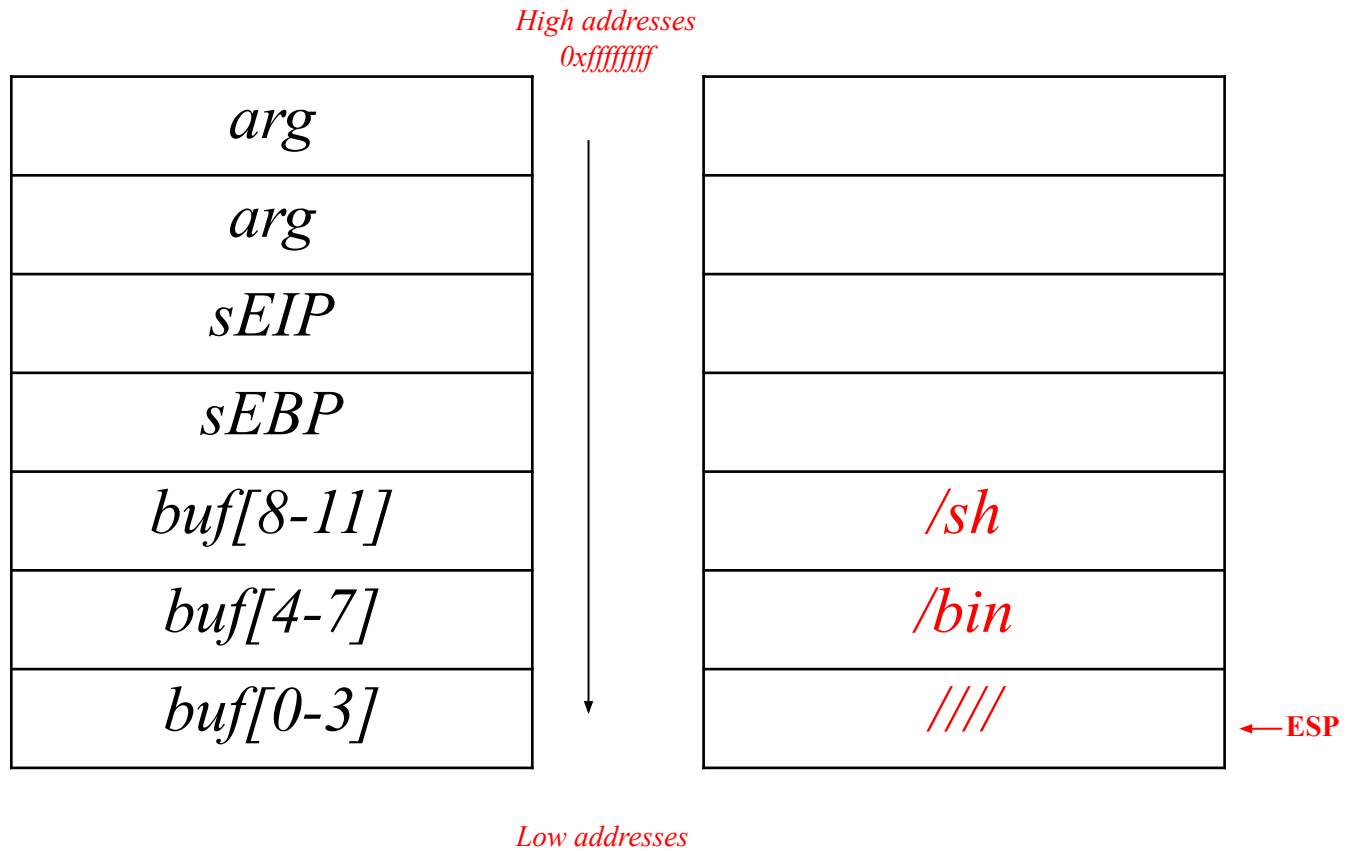 High addresses
0xffffffff
arg
arg
sEIP
sEBP
buf[8-11]
buf[4-7]
buf[0-3]
/sh
/bin
////
ESP
Low addresses